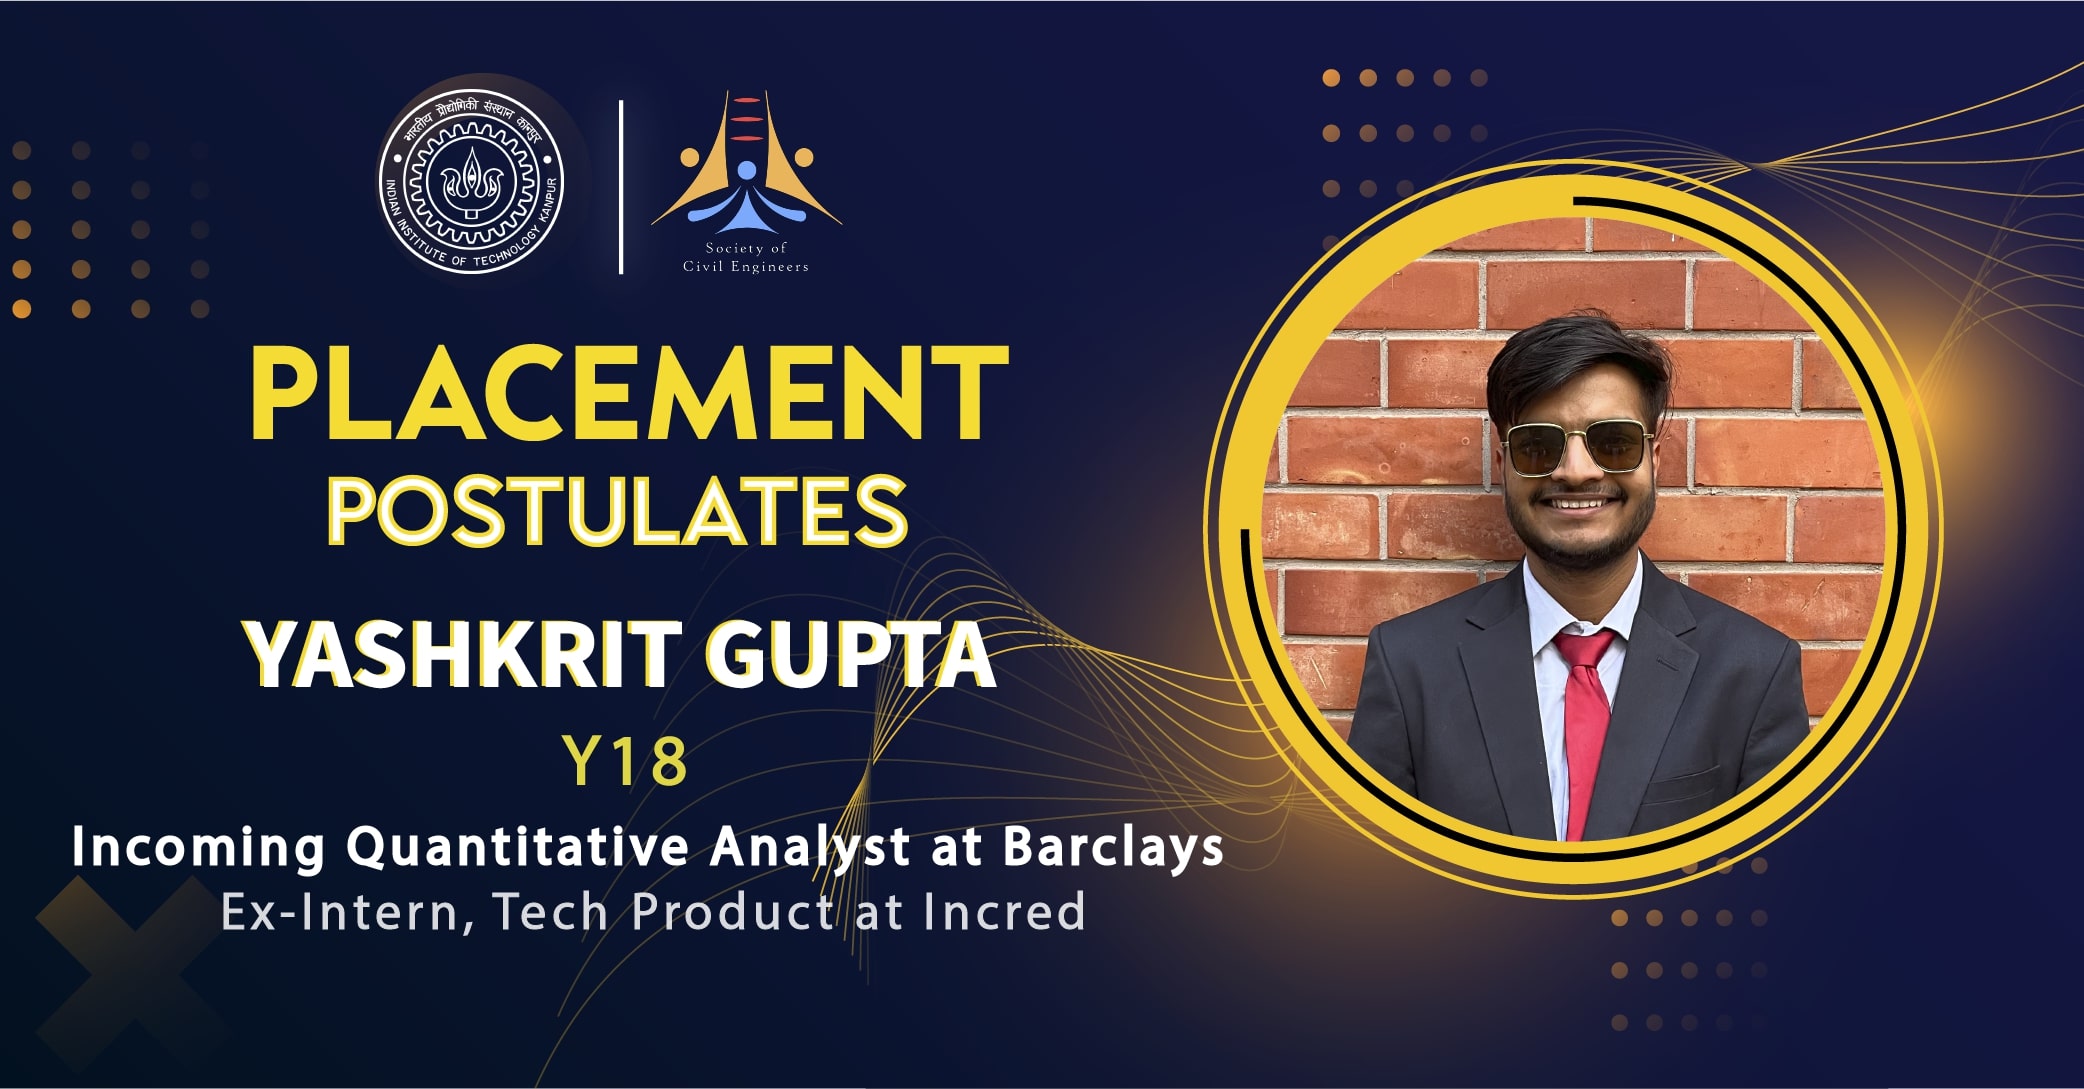 भारतीय प्रौद्योगिकी संस्थान कानपुर
INDIAN INSTITUTE OF TECHNOLOGY KANPUR
Society of
Civil Engineers
PLACEMENT
POSTULATES
YASHKRIT GUPTA
Y18
Incoming Quantitative Analyst at Barclays
Ex-Intern, Tech Product at Incred